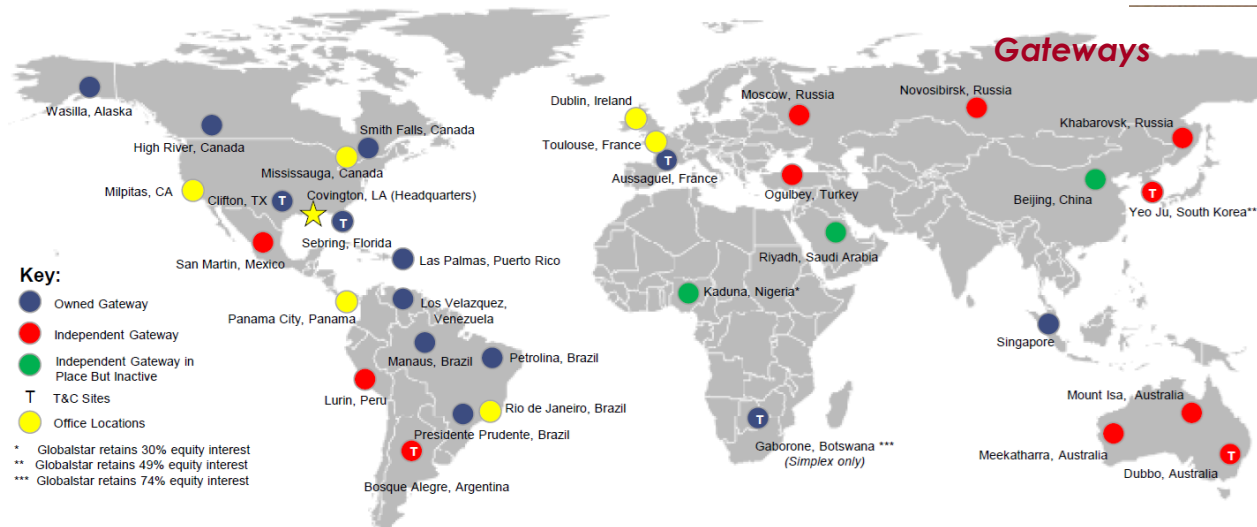 Gateways
Wasilla, Alaska
High River, Canada
Smith Falls, Canada
Mississauga, Canada
Milpitas, CA
Clifton, TX
T
Covington, LA (Headquarters)
T
Sebring, Florida
San Martin, Mexico
Las Palmas, Puerto Rico
Panama City, Panama
Los Velazquez,
Venezuela
Manaus, Brazil
Petrolina, Brazil
Lurin, Peru
Rio de Janeiro, Brazil
Presidente Prudente, Brazil
T
Bosque Alegre, Argentina
Dublin, Ireland
Toulouse, France
T
Aussaguel, France
Moscow, Russia
Novosibirsk, Russia
Khabarovsk, Russia
Ogulbey, Turkey
Beijing, China
T
Yeo Ju, South Korea**
Riyadh, Saudi Arabia
Kaduna, Nigeria*
Singapore
T
Gaborone, Botswana ***
(Simplex only)
Mount Isa, Australia
Meekatharra, Australia
T
Dubbo, Australia
Key:
Owned Gateway
Independent Gateway
Independent Gateway in
Place But Inactive
T T&C Sites
Office Locations
* Globalstar retains 30% equity interest
** Globalstar retains 49% equity interest
*** Globalstar retains 74% equity interest